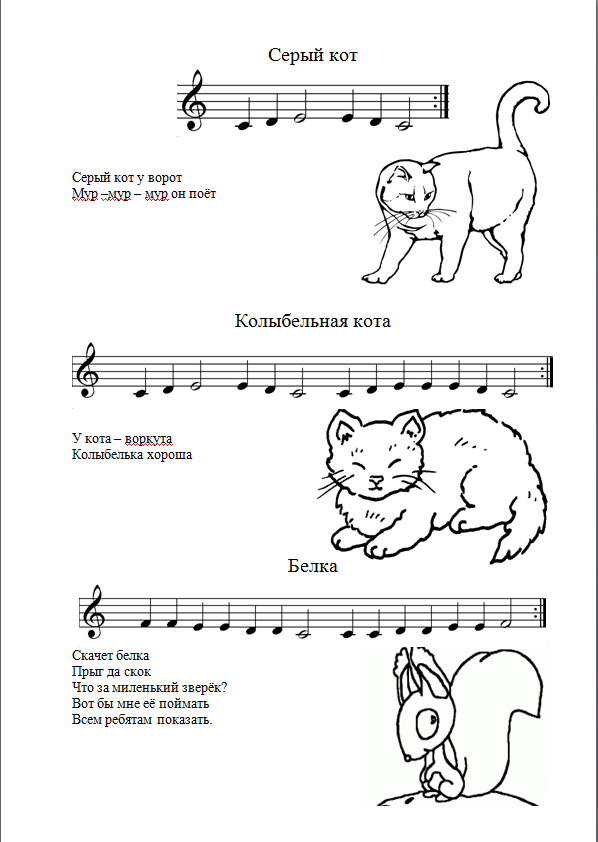 Серый кот
Серый кот у ворот
Мур –мур – мур он поёт
Колыбельная кота
У кота – воркута
Колыбелька хороша
Белка
Скачет белка
Прыг да скок
Что за миленький зверёк?
Вот бы мне её поймать
Всем ребятам показать.